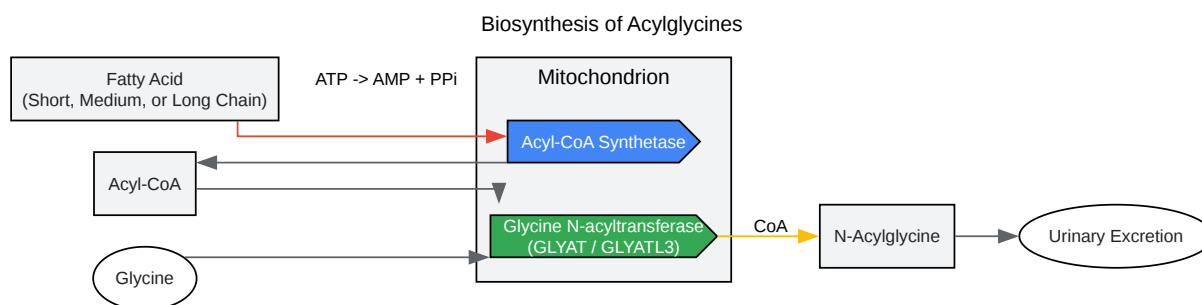 Biosynthesis of Acylglycines
Fatty Acid
(Short, Medium, or Long Chain)
ATP -> AMP + PPi
Mitochondrion
Acyl-CoA Synthetase
Acyl-CoA
Glycine N-acyltransferase
(GLYAT / GLYATL3)
CoA
N-Acylglycine
Urinary Excretion
Glycine